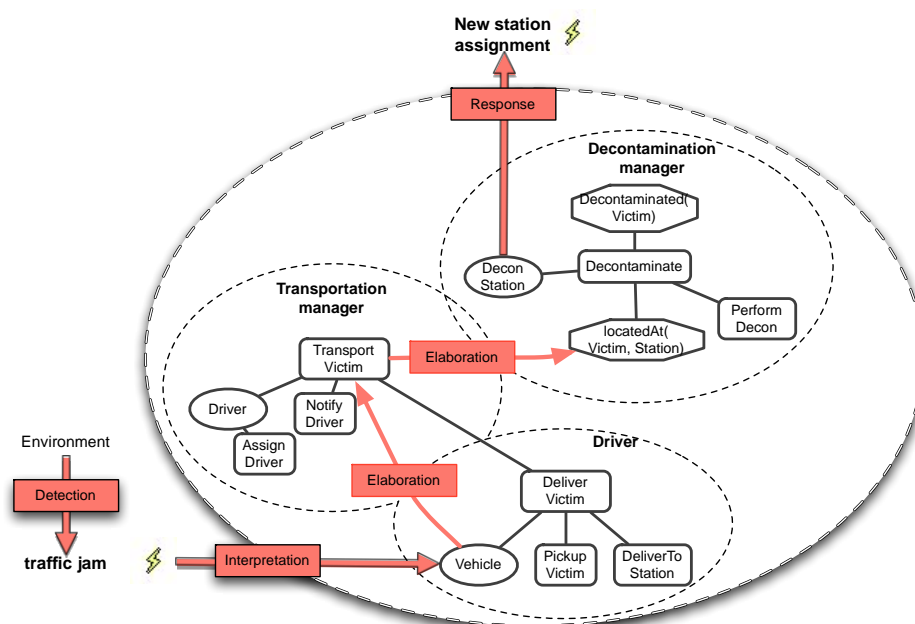 New station
assignment
Response
Decontamination
manager
Decontaminated(
Victim)
Decon
Station
Decontaminate
Perform
Decon
locatedAt(
Victim, Station)
Transportation
manager
Transport
Victim
Elaboration
Driver
Notify
Driver
Assign
Driver
Environment
Detection
traffic jam
Elaboration
Driver
Deliver
Victim
Interpretation
Vehicle
Pickup
Victim
DeliverTo
Station